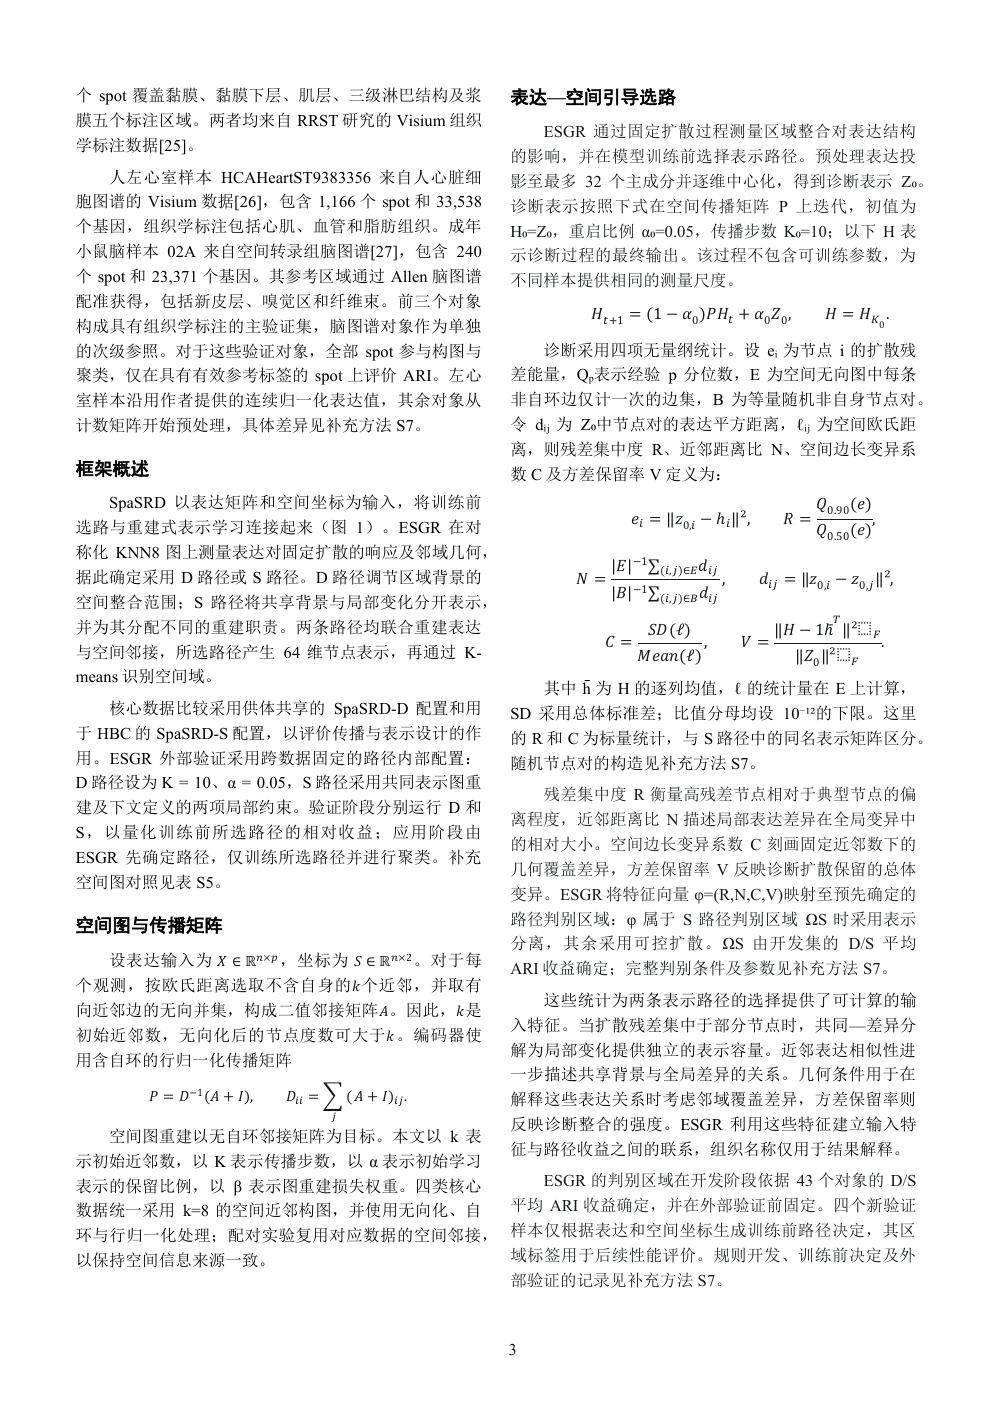 个 spot 覆盖黏膜、黏膜下层、肌层、三级淋巴结构及浆
膜五个标注区域。两者均来自 RRST 研究的 Visium 组织
学标注数据[25]。
人左心室样本 HCAHeartST9383356 来自人心脏细
胞图谱的 Visium 数据[26]，包含 1,166 个 spot 和 33,538
个基因，组织学标注包括心肌、血管和脂肪组织。成年
小鼠脑样本 02A 来自空间转录组脑图谱[27]，包含 240
个 spot 和 23,371 个基因。其参考区域通过 Allen 脑图谱
配准获得，包括新皮层、嗅觉区和纤维束。前三个对象
构成具有组织学标注的主验证集，脑图谱对象作为单独
的次级参照。对于这些验证对象，全部 spot 参与构图与
聚类，仅在具有有效参考标签的 spot 上评价 ARI。左心
室样本沿用作者提供的连续归一化表达值，其余对象从
计数矩阵开始预处理，具体差异见补充方法 S7。
框架概述
SpaSRD 以表达矩阵和空间坐标为输入，将训练前
选路与重建式表示学习连接起来（图 1）。ESGR 在对
称化 KNN8 图上测量表达对固定扩散的响应及邻域几何，
据此确定采用 D 路径或 S 路径。D 路径调节区域背景的
空间整合范围；S 路径将共享背景与局部变化分开表示，
并为其分配不同的重建职责。两条路径均联合重建表达
与空间邻接，所选路径产生 64 维节点表示，再通过 K-
means 识别空间域。
核心数据比较采用供体共享的 SpaSRD-D 配置和用
于 HBC 的 SpaSRD-S 配置，以评价传播与表示设计的作
用。ESGR 外部验证采用跨数据固定的路径内部配置：
D 路径设为 K = 10、α = 0.05，S 路径采用共同表示图重
建及下文定义的两项局部约束。验证阶段分别运行 D 和
S，以量化训练前所选路径的相对收益；应用阶段由
ESGR 先确定路径，仅训练所选路径并进行聚类。补充
空间图对照见表 S5。
空间图与传播矩阵
设表达输入为 X ∈ ℝⁿˣᵖ，坐标为 S ∈ ℝⁿˣ²。对于每
个观测，按欧氏距离选取不含自身的k个近邻，并取有
向近邻边的无向并集，构成二值邻接矩阵A。因此，k是
初始近邻数，无向化后的节点度数可大于k。编码器使
用含自环的行归一化传播矩阵
P = D⁻¹(A + I), D_{ii} = ∑_j (A + I)_{ij}.
空间图重建以无自环邻接矩阵为目标。本文以 k 表
示初始近邻数，以 K 表示传播步数，以 α 表示初始学习
表示的保留比例，以 β 表示图重建损失权重。四类核心
数据统一采用 k=8 的空间近邻构图，并使用无向化、自
环与行归一化处理；配对实验复用对应数据的空间邻接，
以保持空间信息来源一致。
表达—空间引导选路
ESGR 通过固定扩散过程测量区域整合对表达结构
的影响，并在模型训练前选择表示路径。预处理表达投
影至最多 32 个主成分并逐维中心化，得到诊断表示 Z₀。
诊断表示按照下式在空间传播矩阵 P 上迭代，初值为
H₀=Z₀，重启比例 α₀=0.05，传播步数 K₀=10；以下 H 表
示诊断过程的最终输出。该过程不包含可训练参数，为
不同样本提供相同的测量尺度。
H_{t+1} = (1 − α₀)PH_t + α₀Z₀, H = H_{K₀}.
诊断采用四项无量纲统计。设 eᵢ 为节点 i 的扩散残
差能量，Qₚ表示经验 p 分位数，E 为空间无向图中每条
非自环边仅计一次的边集，B 为等量随机非自身节点对。
令 dᵢⱼ 为 Z₀中节点对的表达平方距离，ℓᵢⱼ 为空间欧氏距
离，则残差集中度 R、近邻距离比 N、空间边长变异系
数 C 及方差保留率 V 定义为：
e_i = ‖z_{0,i} − h_i‖², R = Q_{0.90}(e) / Q_{0.50}(e),
N = |E|⁻¹∑_{(i,j)∈E}d_{ij} / |B|⁻¹∑_{(i,j)∈B}d_{ij}, d_{ij} = ‖z_{0,i} − z_{0,j}‖²,
C = SD(ℓ) / Mean(ℓ), V = ‖H − 1h̄ᵀ‖²⬚_F / ‖Z₀‖²⬚_F.
其中 h̄ 为 H 的逐列均值，ℓ 的统计量在 E 上计算，
SD 采用总体标准差；比值分母均设 10⁻¹²的下限。这里
的 R 和 C 为标量统计，与 S 路径中的同名表示矩阵区分。
随机节点对的构造见补充方法 S7。
残差集中度 R 衡量高残差节点相对于典型节点的偏
离程度，近邻距离比 N 描述局部表达差异在全局变异中
的相对大小。空间边长变异系数 C 刻画固定近邻数下的
几何覆盖差异，方差保留率 V 反映诊断扩散保留的总体
变异。ESGR 将特征向量 φ=(R,N,C,V)映射至预先确定的
路径判别区域：φ 属于 S 路径判别区域 ΩS 时采用表示
分离，其余采用可控扩散。ΩS 由开发集的 D/S 平均
ARI 收益确定；完整判别条件及参数见补充方法 S7。
这些统计为两条表示路径的选择提供了可计算的输
入特征。当扩散残差集中于部分节点时，共同—差异分
解为局部变化提供独立的表示容量。近邻表达相似性进
一步描述共享背景与全局差异的关系。几何条件用于在
解释这些表达关系时考虑邻域覆盖差异，方差保留率则
反映诊断整合的强度。ESGR 利用这些特征建立输入特
征与路径收益之间的联系，组织名称仅用于结果解释。
ESGR 的判别区域在开发阶段依据 43 个对象的 D/S
平均 ARI 收益确定，并在外部验证前固定。四个新验证
样本仅根据表达和空间坐标生成训练前路径决定，其区
域标签用于后续性能评价。规则开发、训练前决定及外
部验证的记录见补充方法 S7。
3